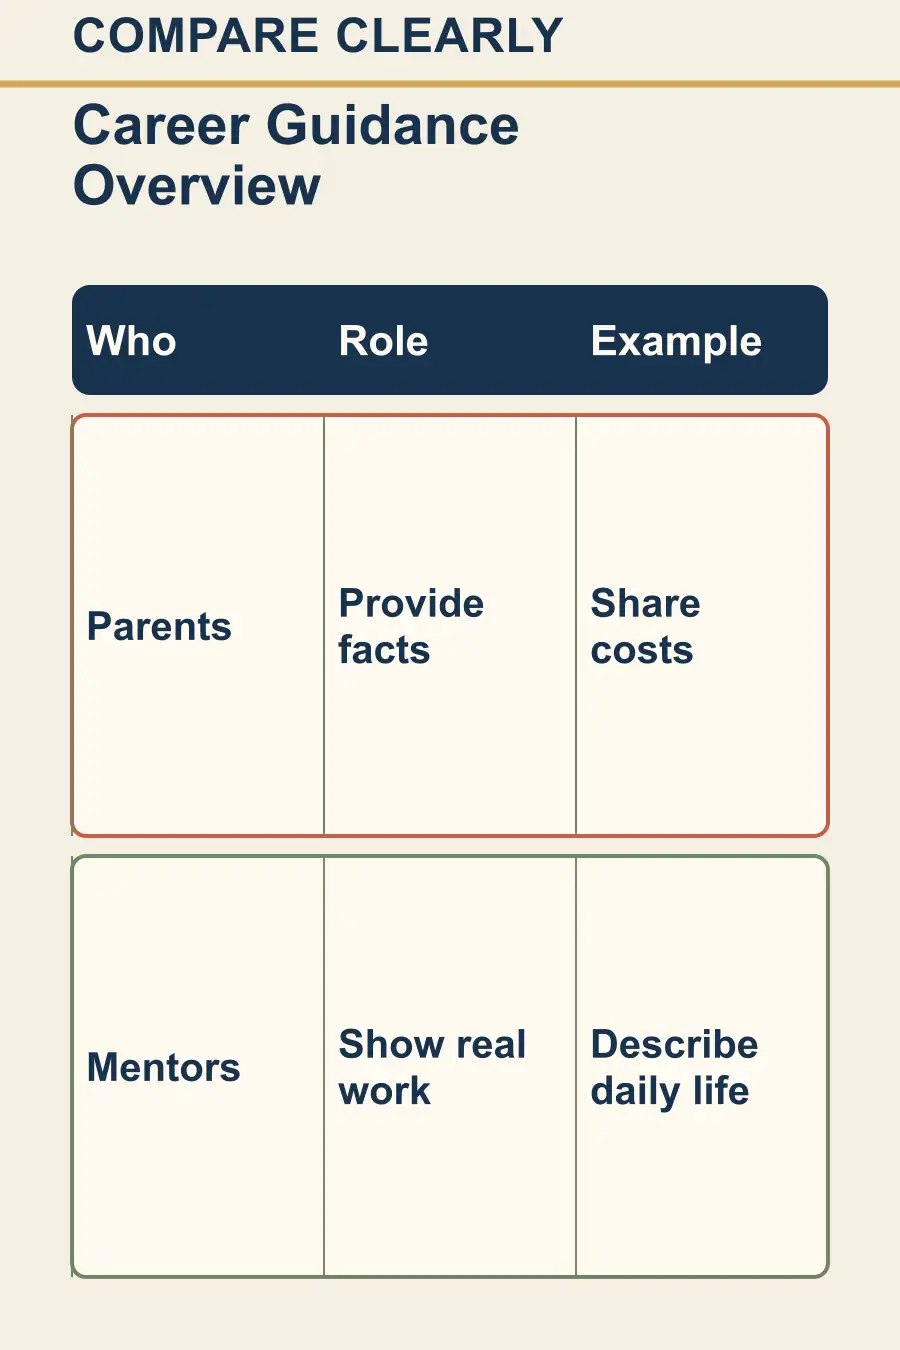 COMPARE CLEARLY
Career Guidance
Overview
Who Role Example
Parents
Provide
facts
Share
costs
Mentors
Show real
work
Describe
daily life